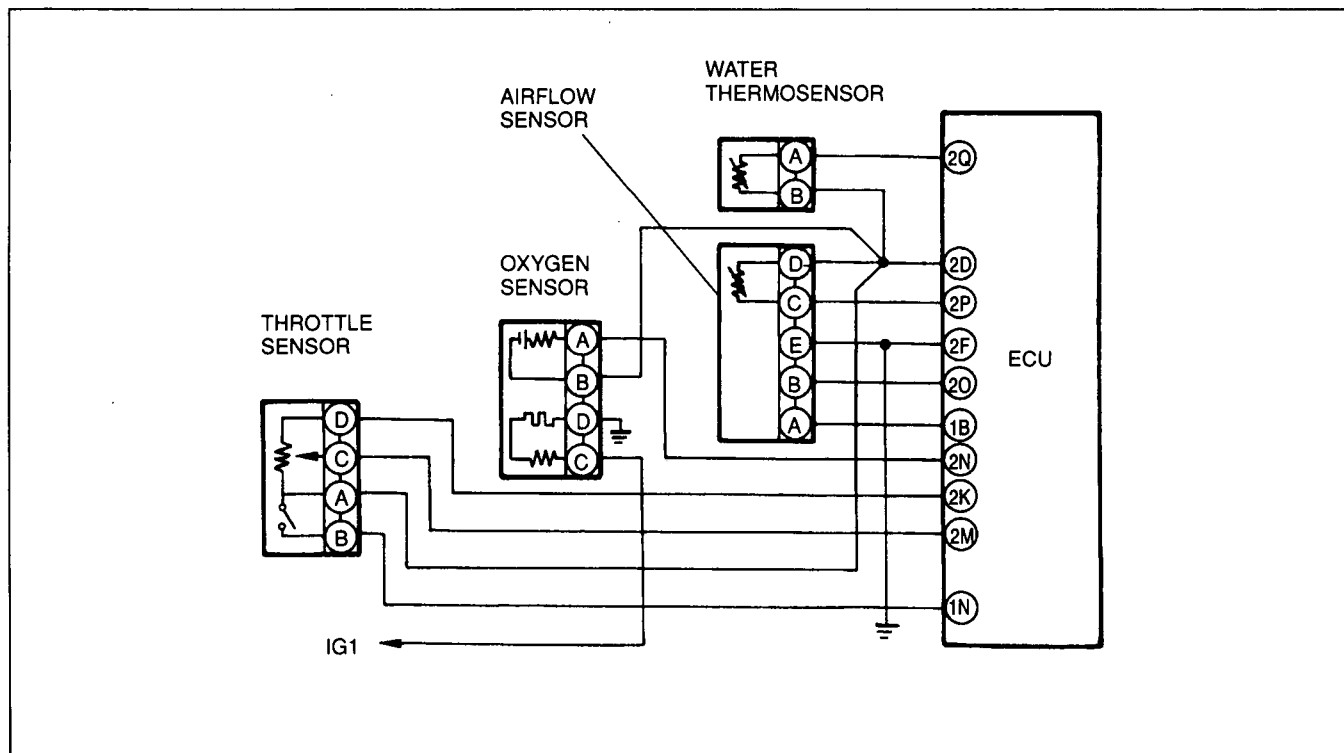 WATER
THERMOSENSOR
AIRFLOW
SENSOR
A
B
2Q
OXYGEN
SENSOR
D
C
E
B
A
2D
2P
2F
2O
1B
2N
2K
2M
1N
ECU
A
B
D
C
THROTTLE
SENSOR
D
C
A
B
IG1